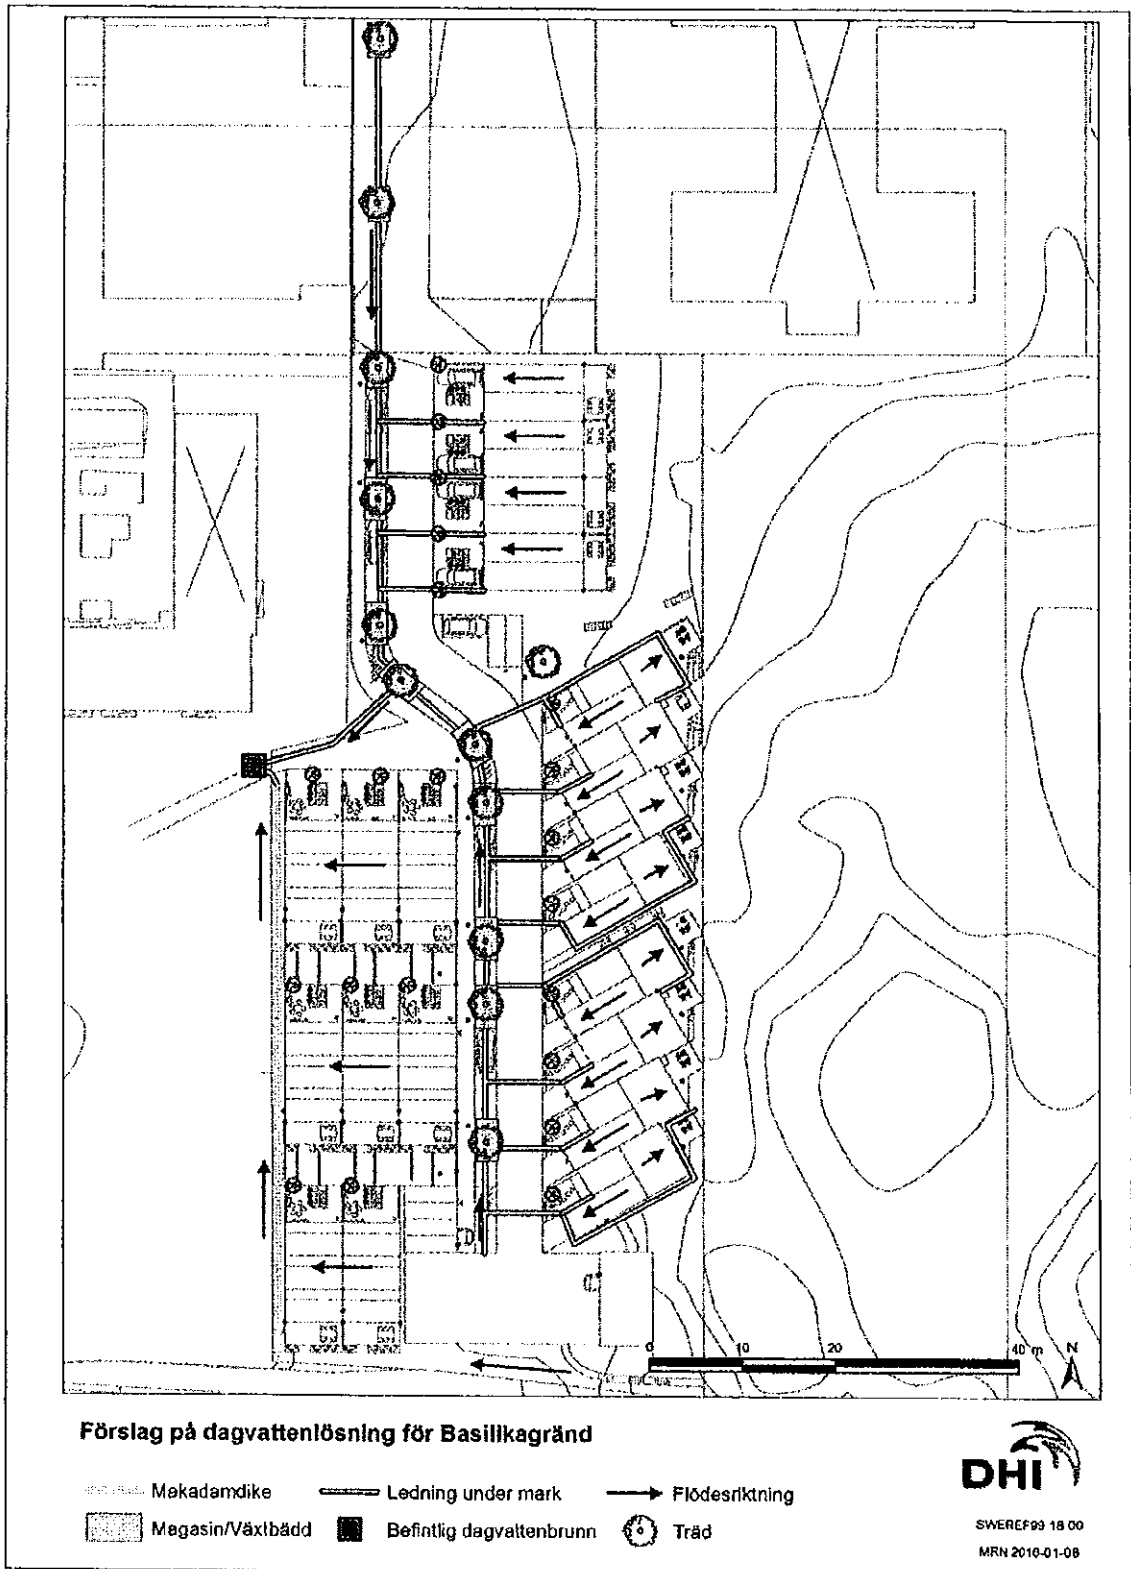 0 10 20 40 m N
Förslag på dagvattenlösning för Basilikagränd
Makadamdike Ledning under mark Flödesriktning
Magasin/Växtbädd Befintlig dagvattenbrunn Träd
DHI
SWEREF99 18 00
MRN 2016-01-08